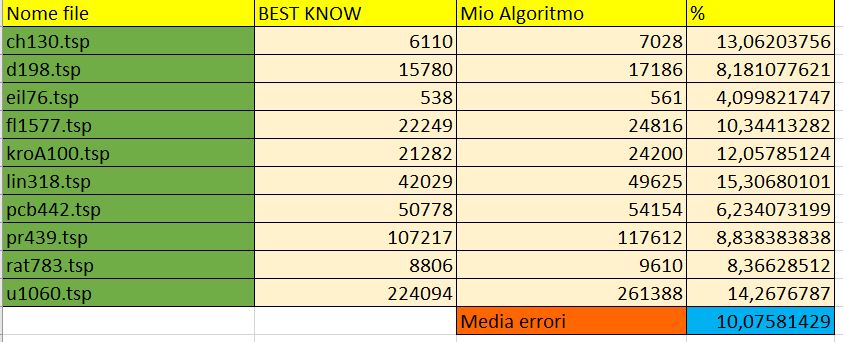 Nome file BEST KNOW Mio Algoritmo %
ch130.tsp 6110 7028 13,06203756
d198.tsp 15780 17186 8,181077621
eil76.tsp 538 561 4,099821747
fl1577.tsp 22249 24816 10,34413282
kroA100.tsp 21282 24200 12,05785124
lin318.tsp 42029 49625 15,30680101
pcb442.tsp 50778 54154 6,234073199
pr439.tsp 107217 117612 8,838383838
rat783.tsp 8806 9610 8,36628512
u1060.tsp 224094 261388 14,2676787
Media errori 10,07581429